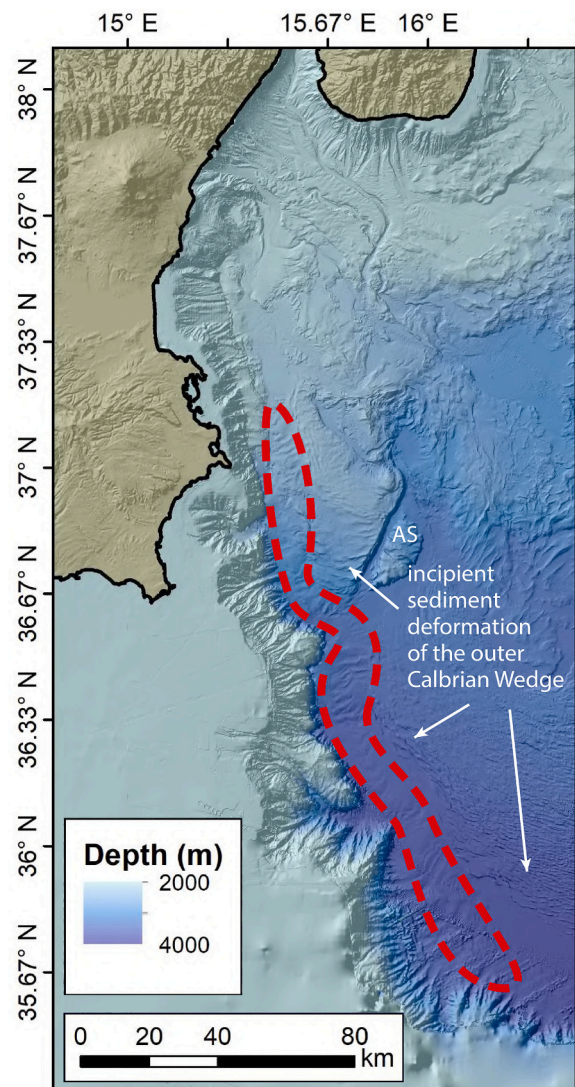 15° E
15.67° E
16° E
38° N
37.67° N
37.33° N
37° N
36.67° N
36.33° N
36° N
35.67° N
AS
incipient
sediment
deformation
of the outer
Calbrian Wedge
Depth (m)
2000
4000
0 20 40 80
km